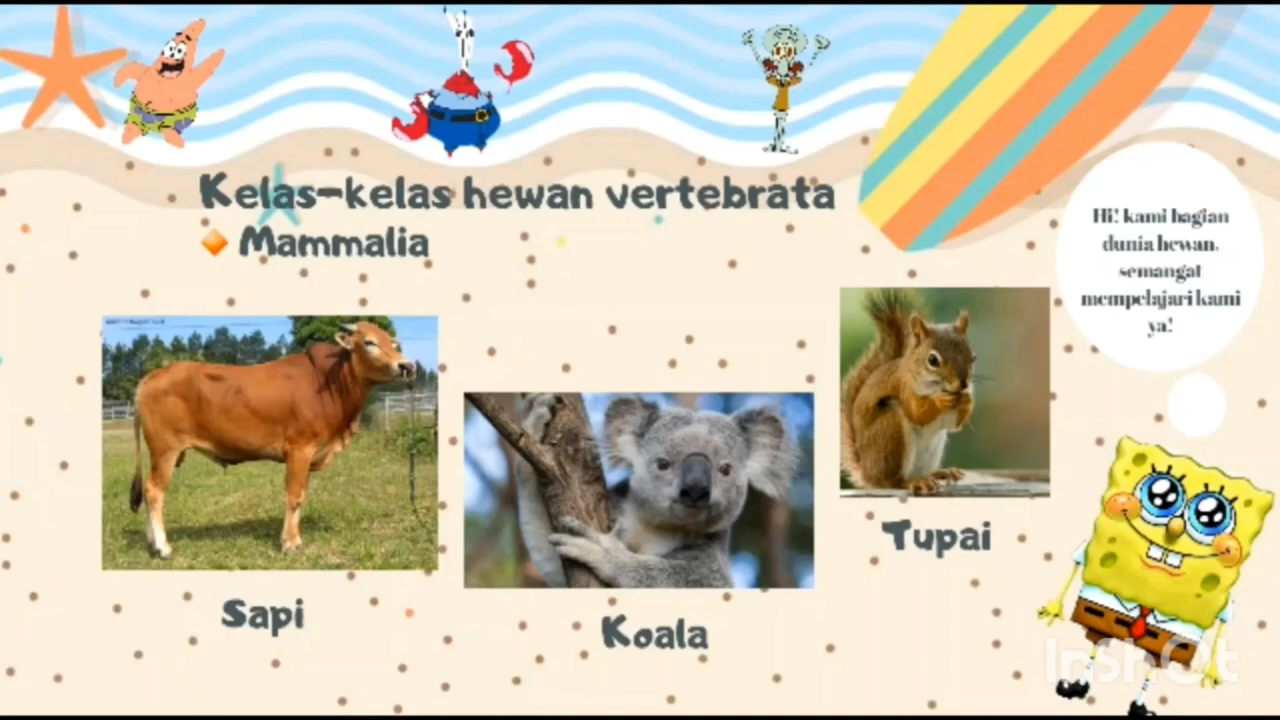 Kelas-kelas hewan vertebrata
🔸 Mammalia
Hi! kami bagian
dunia hewan,
semangat
mempelajari kami
ya!
Sapi
Koala
Tupai
InShOt